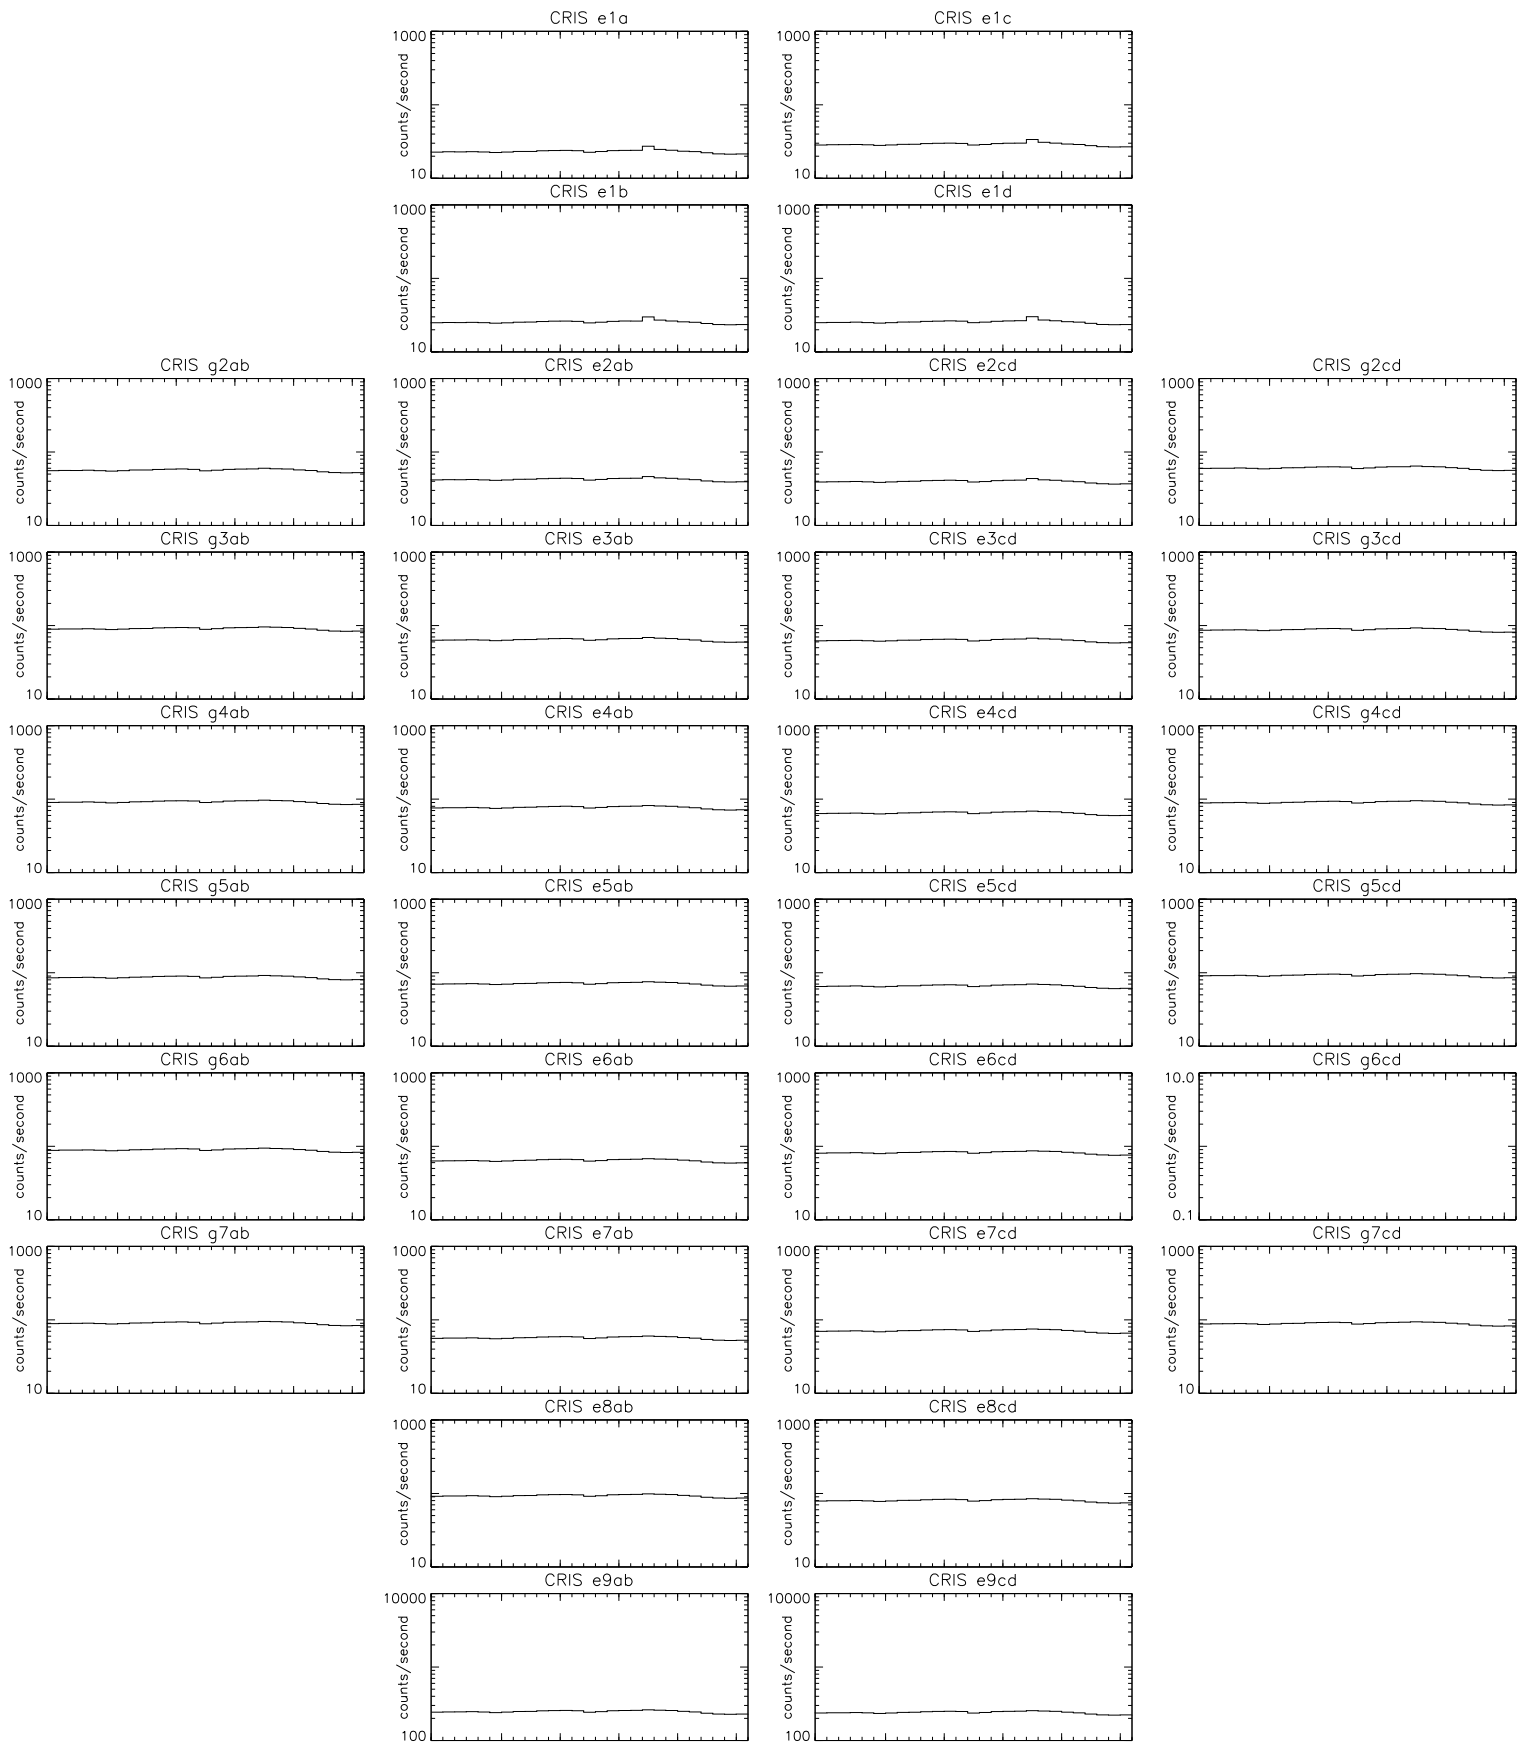 CRIS e1a
1000
counts/second
10
CRIS e1c
1000
counts/second
10
CRIS e1b
1000
counts/second
10
CRIS e1d
1000
counts/second
10
CRIS g2ab
1000
counts/second
10
CRIS e2ab
1000
counts/second
10
CRIS e2cd
1000
counts/second
10
CRIS g2cd
1000
counts/second
10
CRIS g3ab
1000
counts/second
10
CRIS e3ab
1000
counts/second
10
CRIS e3cd
1000
counts/second
10
CRIS g3cd
1000
counts/second
10
CRIS g4ab
1000
counts/second
10
CRIS e4ab
1000
counts/second
10
CRIS e4cd
1000
counts/second
10
CRIS g4cd
1000
counts/second
10
CRIS g5ab
1000
counts/second
10
CRIS e5ab
1000
counts/second
10
CRIS e5cd
1000
counts/second
10
CRIS g5cd
1000
counts/second
10
CRIS g6ab
1000
counts/second
10
CRIS e6ab
1000
counts/second
10
CRIS e6cd
1000
counts/second
10
CRIS g6cd
10.0
counts/second
0.1
CRIS g7ab
1000
counts/second
10
CRIS e7ab
1000
counts/second
10
CRIS e7cd
1000
counts/second
10
CRIS g7cd
1000
counts/second
10
CRIS e8ab
1000
counts/second
10
CRIS e8cd
1000
counts/second
10
CRIS e9ab
10000
counts/second
100
CRIS e9cd
10000
counts/second
100